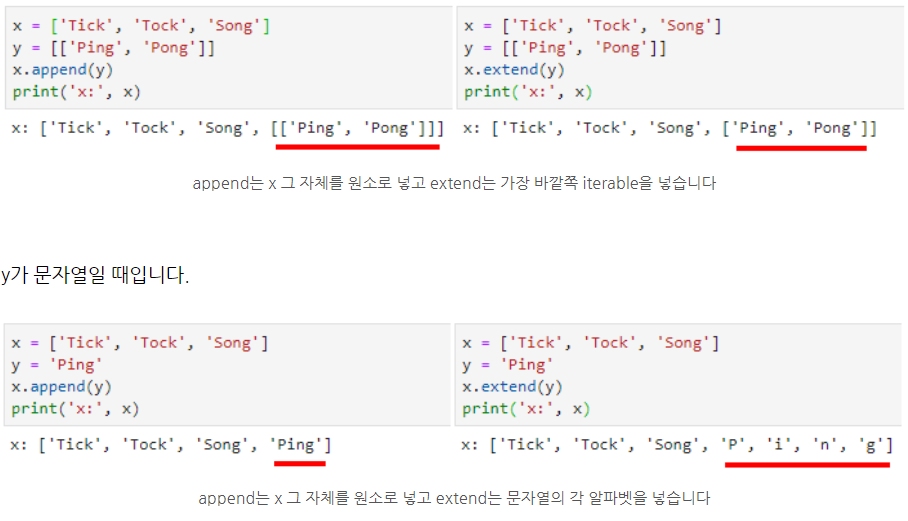 x = ['Tick', 'Tock', 'Song']
y = [['Ping', 'Pong']]
x.append(y)
print('x:', x)
x: ['Tick', 'Tock', 'Song', [['Ping', 'Pong']]]
x = ['Tick', 'Tock', 'Song']
y = [['Ping', 'Pong']]
x.extend(y)
print('x:', x)
x: ['Tick', 'Tock', 'Song', ['Ping', 'Pong']]
append는 x 그 자체를 원소로 넣고 extend는 가장 바깥쪽 iterable을 넣습니다
y가 문자열일 때입니다.
x = ['Tick', 'Tock', 'Song']
y = 'Ping'
x.append(y)
print('x:', x)
x: ['Tick', 'Tock', 'Song', 'Ping']
x = ['Tick', 'Tock', 'Song']
y = 'Ping'
x.extend(y)
print('x:', x)
x: ['Tick', 'Tock', 'Song', 'P', 'i', 'n', 'g']
append는 x 그 자체를 원소로 넣고 extend는 문자열의 각 알파벳을 넣습니다